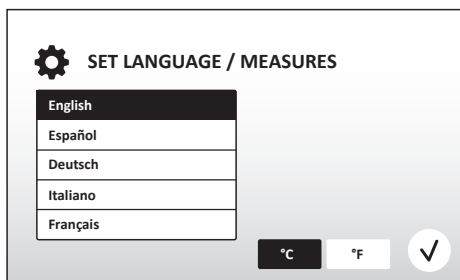 SET LANGUAGE / MEASURES
English
Español
Deutsch
Italiano
Français
°C °F